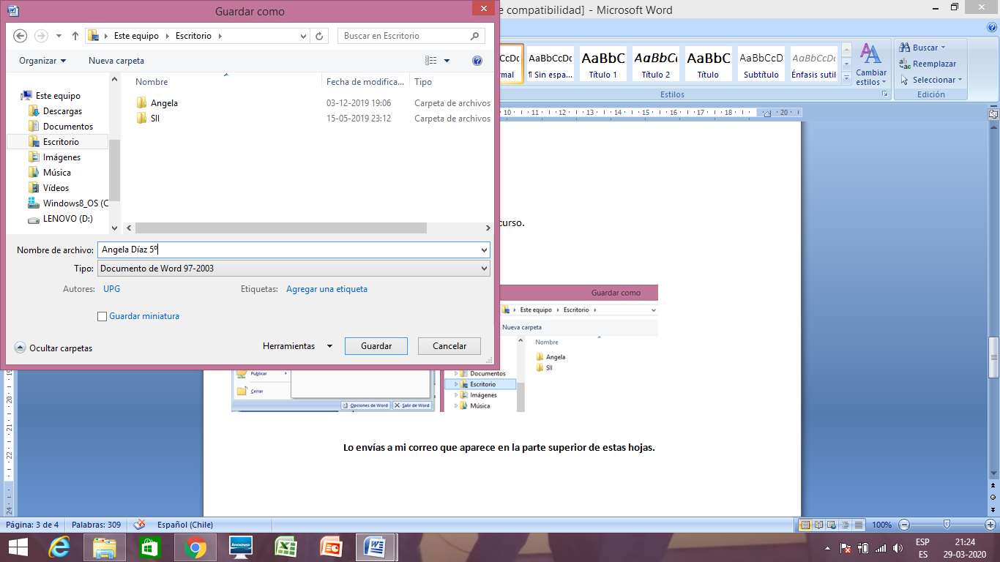 Guardar como
e compatibilidad] - Microsoft Word
Este equipo Escritorio
Buscar en Escritorio
Organizar Nueva carpeta
Nombre Fecha de modifica... Tipo
Angela 03-12-2019 19:06 Carpeta de archivos
SII 15-05-2019 23:12 Carpeta de archivos
Este equipo
Descargas
Documentos
Escritorio
Imágenes
Música
Vídeos
Windows8_OS (C
LENOVO (D:)
Nombre de archivo: Angela Díaz 5º
Tipo: Documento de Word 97-2003
Autores: UPG Etiquetas: Agregar una etiqueta
Guardar miniatura
Ocultar carpetas Herramientas Guardar Cancelar
AaBbCcDc AaBbC AaBbCc AaBbC AaBbCcD AaBbCcDc
rmal ¶ Sin espa... Título 1 Título 2 Título Subtítulo Énfasis sutil
Cambiar estilos
Buscar
Reemplazar
Seleccionar
Estilos Edición
10 11 12 13 14 15 16 17 18 20
curso.
Guardar como
Este equipo Escritorio
Nueva carpeta
Nombre
Angela
SII
Documentos
Escritorio
Imágenes
Música
Publicar
Cerrar
Opciones de Word Salir de Word
Lo envías a mi correo que aparece en la parte superior de estas hojas.
19 20 21 22 24
Página: 3 de 4 Palabras: 309 Español (Chile) 100%
lenovo
ESP 21:24
ES 29-03-2020